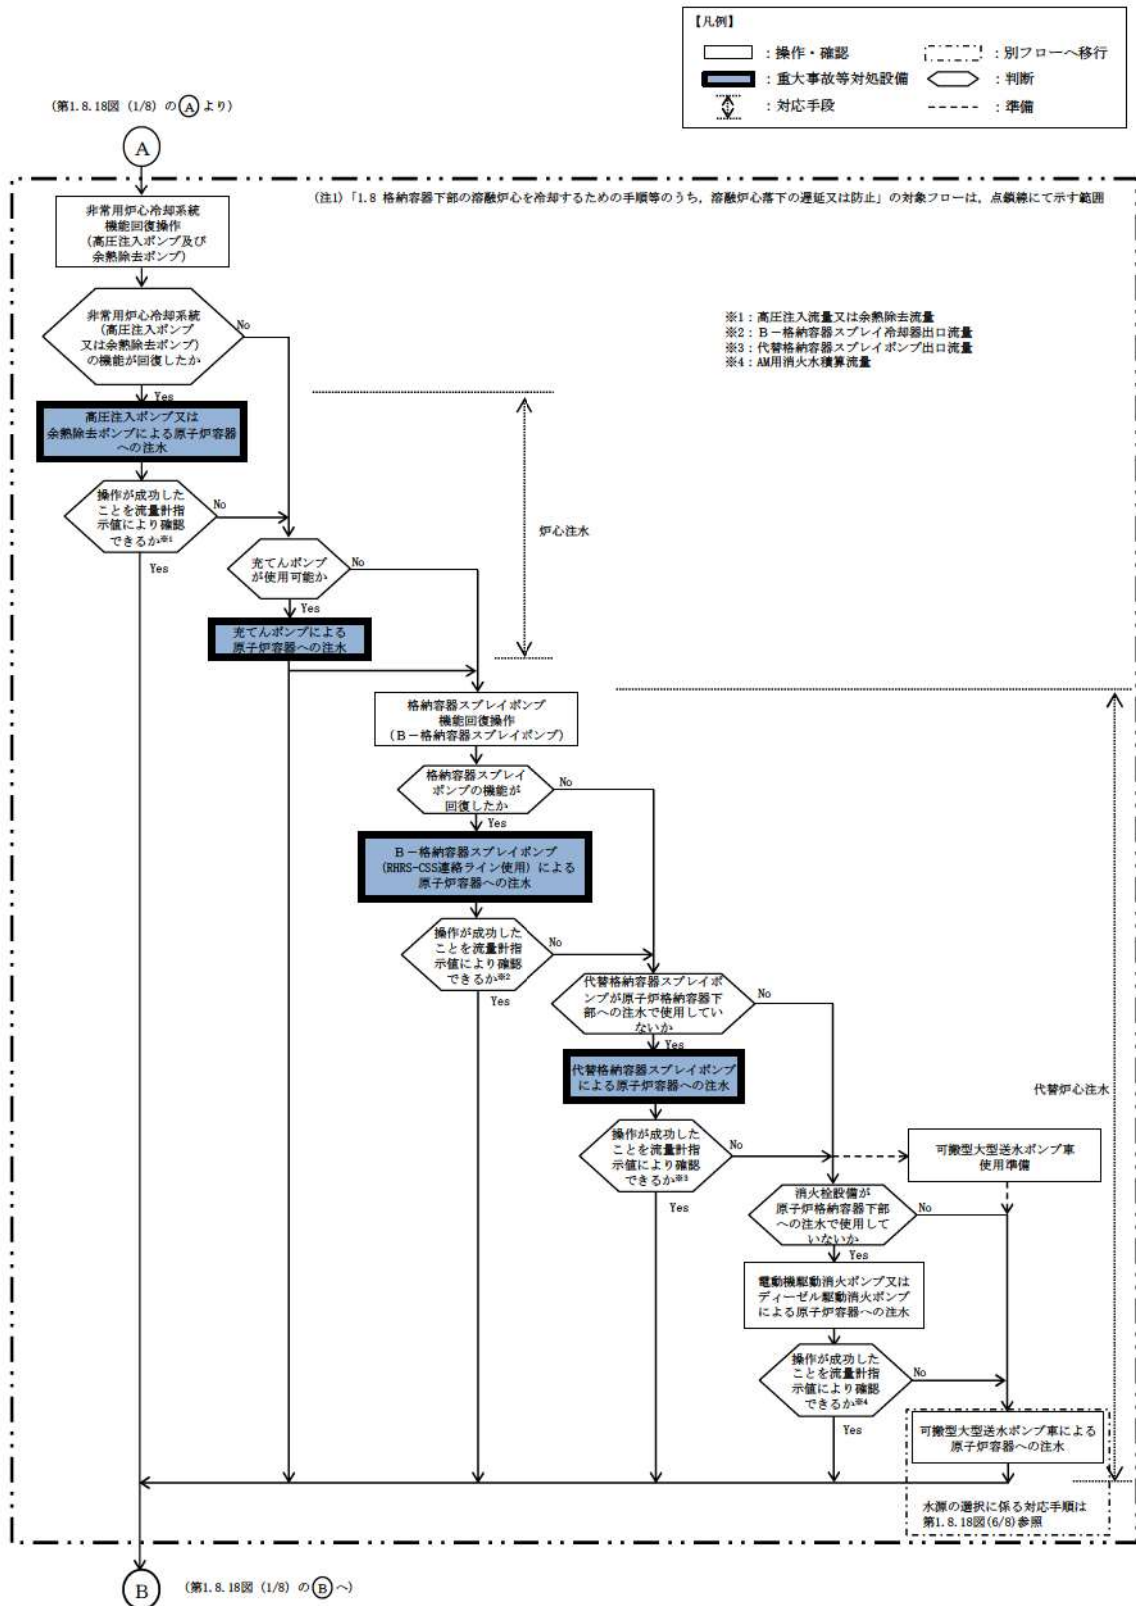 【凡例】
：操作・確認
：別フローへ移行
：重大事故等対処設備
：判断
：対応手段
：準備
(第1.8.18図 (1/8) の Ⓐ より)
A
(注1)「1.8 格納容器下部の溶融炉心を冷却するための手順等のうち，溶融炉心落下の遅延又は防止」の対象フローは，点鎖線にて示す範囲
非常用炉心冷却系統
機能回復操作
(高圧注入ポンプ及び
余熱除去ポンプ)
非常用炉心冷却系統
(高圧注入ポンプ
又は余熱除去ポンプ)
の機能が回復したか
No
Yes
※1：高圧注入流量又は余熱除去流量
※2：B－格納容器スプレイ冷却器出口流量
※3：代替格納容器スプレイポンプ出口流量
※4：AM用消火水積算流量
高圧注入ポンプ又は
余熱除去ポンプによる原子炉容器
への注水
操作が成功した
ことを流量計指
示値により確認
できるか※1
No
Yes
炉心注水
充てんポンプ
が使用可能か
No
Yes
充てんポンプによる
原子炉容器への注水
格納容器スプレイポンプ
機能回復操作
(B－格納容器スプレイポンプ)
格納容器スプレイ
ポンプの機能が
回復したか
No
Yes
B－格納容器スプレイポンプ
(RHRS-CSS連絡ライン使用) による
原子炉容器への注水
操作が成功した
ことを流量計指
示値により確認
できるか※2
No
Yes
代替格納容器スプレイポ
ンプが原子炉格納容器下
部への注水で使用してい
ないか
No
Yes
代替格納容器スプレイポンプ
による原子炉容器への注水
代替炉心注水
操作が成功した
ことを流量計指
示値により確認
できるか※3
No
Yes
可搬型大型送水ポンプ車
使用準備
消火栓設備が
原子炉格納容器下部
への注水で使用して
いないか
No
Yes
電動機駆動消火ポンプ又は
ディーゼル駆動消火ポンプ
による原子炉容器への注水
操作が成功した
ことを流量計指
示値により確認
できるか※4
No
Yes
可搬型大型送水ポンプ車による
原子炉容器への注水
水源の選択に係る対応手順は
第1.8.18図(6/8)参照
B
(第1.8.18図 (1/8) の Ⓑ へ)